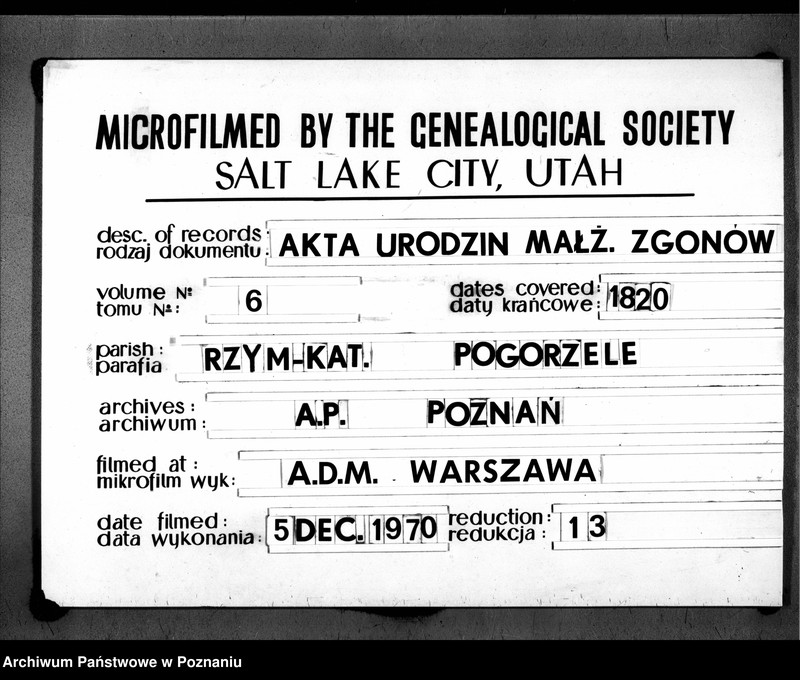 MICROFILMED BY THE GENEALOGICAL SOCIETY
SALT LAKE CITY, UTAH
desc. of records:
rodzaj dokumentu: AKTA URODZIN MAŁŻ. ZGONÓW
volume №
tomu №: 6
dates covered:
daty krańcowe: 1820
parish:
parafia RZYM-KAT. POGORZELE
archives:
archiwum: A.P. POZNAŃ
filmed at:
mikrofilm wyk: A.D.M. WARSZAWA
date filmed:
data wykonania: 5 DEC. 1970
reduction:
redukcja: 13
Archiwum Państwowe w Poznaniu